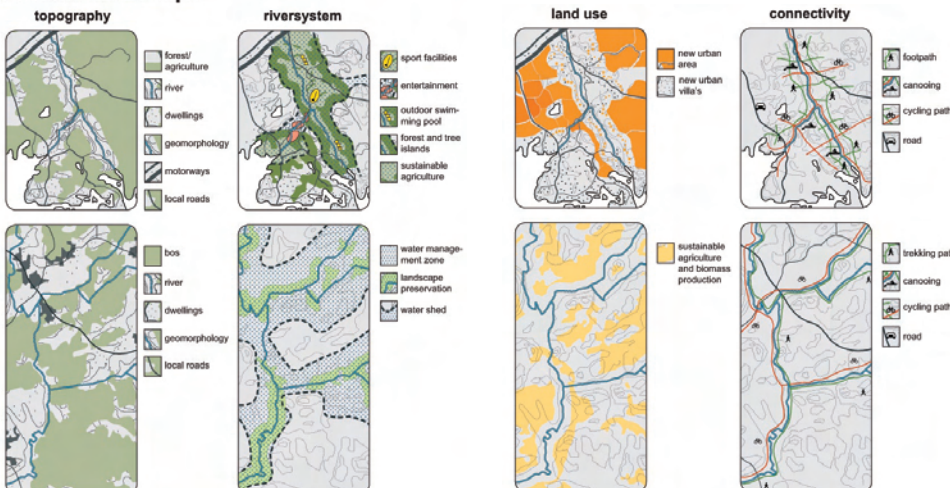 topography
riversystem
land use
connectivity
forest/
agriculture
river
dwellings
geomorphology
motorways
local roads
sport facilities
entertainment
outdoor swim-
ming pool
forest and tree
islands
sustainable
agriculture
new urban
area
new urban
villa's
footpath
canooing
cycling path
road
bos
river
dwellings
geomorphology
local roads
water manage-
ment zone
landscape
preservation
water shed
sustainable
agriculture
and biomass
production
trekking pat
canooing
cycling path
road